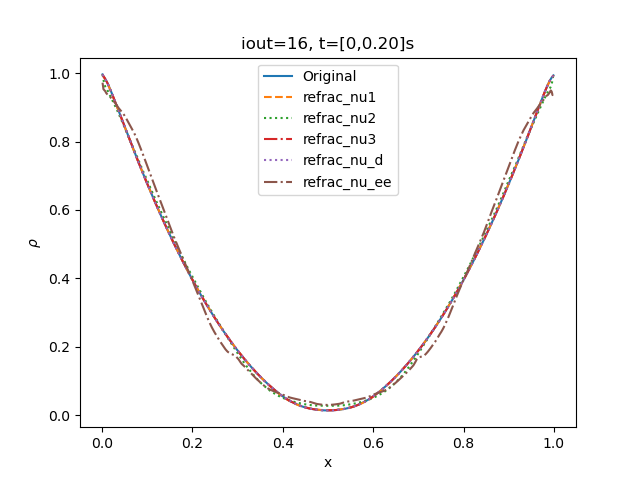 iout=16, t=[0,0.20]s
Original
refrac_nu1
refrac_nu2
refrac_nu3
refrac_nu_d
refrac_nu_ee
1.0
0.8
0.6
0.4
0.2
0.0
ρ
0.0 0.2 0.4 0.6 0.8 1.0
x